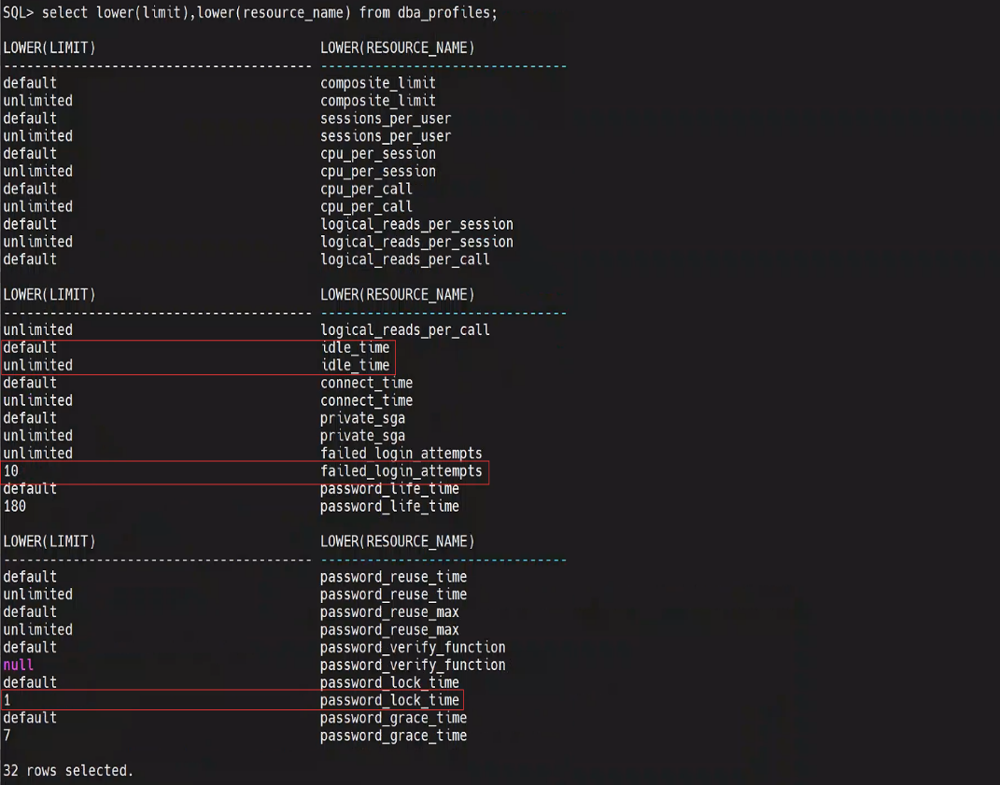 SQL> select lower(limit),lower(resource_name) from dba_profiles;
LOWER(LIMIT) LOWER(RESOURCE_NAME)
---------------------------------------- --------------------------------
default composite_limit
unlimited composite_limit
default sessions_per_user
unlimited sessions_per_user
default cpu_per_session
unlimited cpu_per_session
default cpu_per_call
unlimited cpu_per_call
default logical_reads_per_session
unlimited logical_reads_per_session
default logical_reads_per_call
LOWER(LIMIT) LOWER(RESOURCE_NAME)
---------------------------------------- --------------------------------
unlimited logical_reads_per_call
default idle_time
unlimited idle_time
default connect_time
unlimited connect_time
default private_sga
unlimited private_sga
unlimited failed_login_attempts
10 failed_login_attempts
default password_life_time
180 password_life_time
LOWER(LIMIT) LOWER(RESOURCE_NAME)
---------------------------------------- --------------------------------
default password_reuse_time
unlimited password_reuse_time
default password_reuse_max
unlimited password_reuse_max
default password_verify_function
null password_verify_function
default password_lock_time
1 password_lock_time
default password_grace_time
7 password_grace_time
32 rows selected.